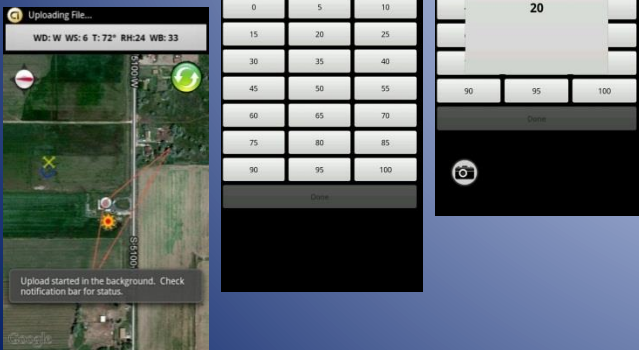 Uploading File...
WD: W WS: 6 T: 72° RH:24 WB: 33
5100-W
S-5100-
Upload started in the background. Check
notification bar for status.
Google
0 5 10
15 20 25
30 35 40
45 50 55
60 65 70
75 80 85
90 95 100
Done
20
90 95 100
Done